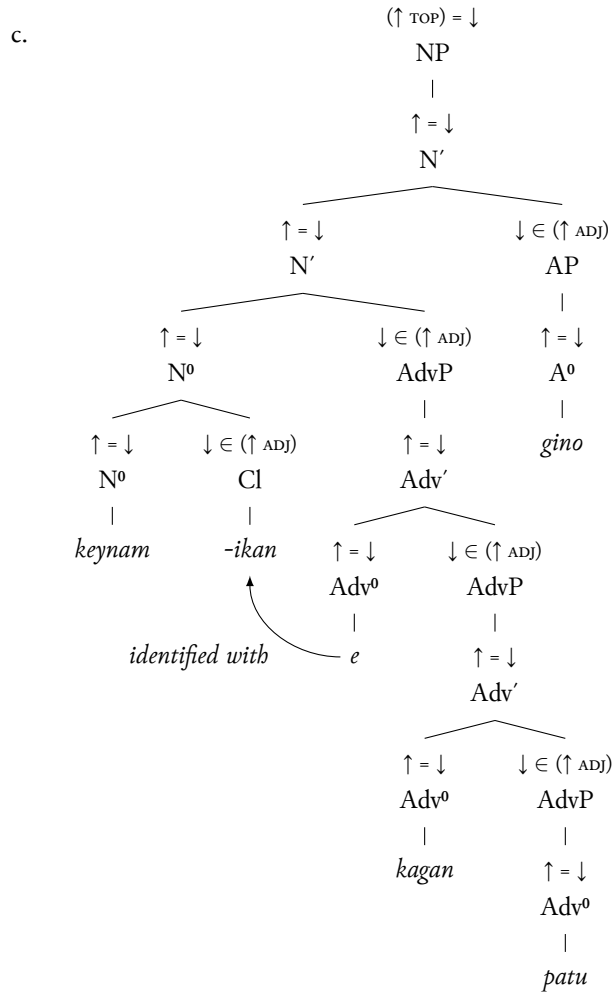 c.
(↑ TOP) = ↓
NP
↑ = ↓
N′
↑ = ↓ ↓ ∈ (↑ ADJ)
N′ AP
↑ = ↓ ↓ ∈ (↑ ADJ) ↑ = ↓
N⁰ AdvP A⁰
↑ = ↓ ↓ ∈ (↑ ADJ) ↑ = ↓ gino
N⁰ Cl Adv′
keynam -ikan ↑ = ↓ ↓ ∈ (↑ ADJ)
Adv⁰ AdvP
identified with e ↑ = ↓
Adv′
↑ = ↓ ↓ ∈ (↑ ADJ)
Adv⁰ AdvP
kagan ↑ = ↓
Adv⁰
patu